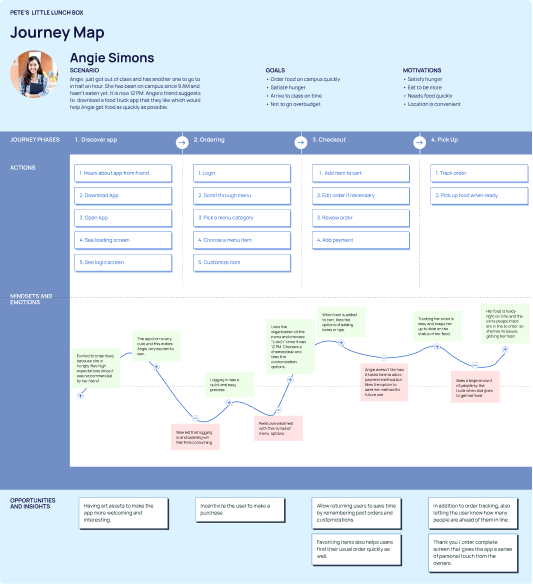 PETE'S LITTLE LUNCH BOX
Journey Map
Angie Simons
SCENARIO
Angie just got out of class and has another one to go to
in half an hour. She has been on campus since 9 AM and
hasn't eaten yet. It is now 12 PM. Angie's friend suggests
to download a food truck app that they like which would
help Angie get food as quickly as possible.
GOALS
• Order food on campus quickly
• Satiate hunger
• Arrive to class on time
• Not to go overbudget
MOTIVATIONS
• Satisfy hunger
• Eat to be more
• Needs food quickly
• Location is convenient
JOURNEY PHASES
1. Discover app
2. Ordering
3. Checkout
4. Pick Up
ACTIONS
1. Hears about app from friend
2. Download App
3. Open App
4. See loading screen
5. See login screen
1. Login
2. Scroll through menu
3. Pick a menu category
4. Choose a menu item
5. Customize item
1. Add item to cart
2. Edit order if necessary
3. Review order
4. Add payment
1. Track order
2. Pick up food when ready
MINDSETS AND
EMOTIONS
Excited to order food
because she is
hungry. Has high
expectations since it
was recommended
by her friend
The app icon is very
cute and this makes
Angie very excited to
use.
Worried that logging
in and ordering will
feel time consuming
Logging in was a
quick and easy
process.
Feels overwhelmed
with the myriad of
menu options
Likes the
organization of the
menu and chooses
"Lunch" since it was
12 PM. Chooses a
cheesesteak and
likes the
customization
options.
When item is added
to cart, likes the
options of adding
items or tips.
Angie doesn't like how
it takes time to add a
payment method but
likes the option to
save the method for
future use
Tracking the order is
easy and keeps her
up to date on the
status of her food.
Sees a large amount
of people by the
truck when she goes
to get her food
Her food is ready
right on time and the
extra people there
are in line to order so
she has no issues
getting her food!
OPPORTUNITIES
AND INSIGHTS
Having art assets to make the
app more welcoming and
interesting.
Incentivize the user to make a
purchase.
Allow returning users to save time
by remembering past orders and
customizations.
Favoriting items also helps users
find their usual order quickly as
well.
In addition to order tracking, also
letting the user know how many
people are ahead of them in line.
Thank you / order complete
screen that gives the app a sense
of personal touch from the
owners.